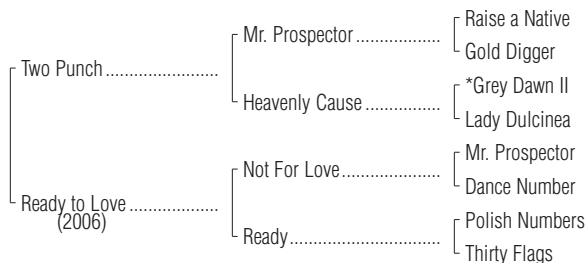 Raise a Native
Mr. Prospector ..................
Gold Digger
Two Punch ........................
*Grey Dawn II
Heavenly Cause ................
Lady Dulcinea
Mr. Prospector
Not For Love .....................
Dance Number
Ready to Love ...................
(2006)
Polish Numbers
Ready................................
Thirty Flags